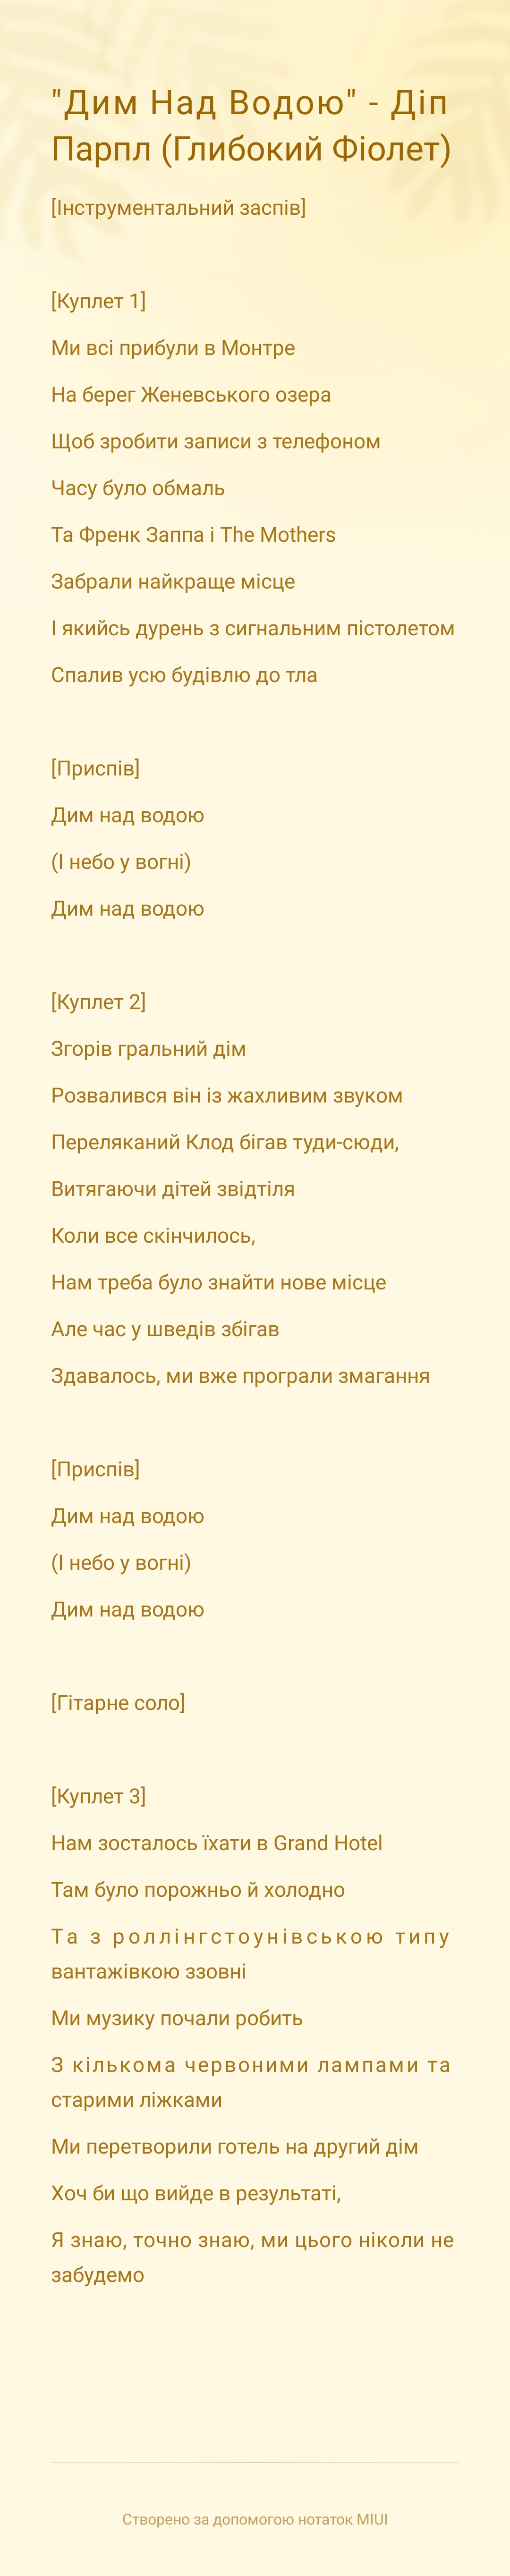 "Дим Над Водою" - Діп
Парпл (Глибокий Фіолет)
[Інструментальний заспів]
[Куплет 1]
Ми всі прибули в Монтре
На берег Женевського озера
Щоб зробити записи з телефоном
Часу було обмаль
Та Френк Заппа і The Mothers
Забрали найкраще місце
І якийсь дурень з сигнальним пістолетом
Спалив усю будівлю до тла
[Приспів]
Дим над водою
(І небо у вогні)
Дим над водою
[Куплет 2]
Згорів гральний дім
Розвалився він із жахливим звуком
Переляканий Клод бігав туди-сюди,
Витягаючи дітей звідтіля
Коли все скінчилось,
Нам треба було знайти нове місце
Але час у шведів збігав
Здавалось, ми вже програли змагання
[Приспів]
Дим над водою
(І небо у вогні)
Дим над водою
[Гітарне соло]
[Куплет 3]
Нам зосталось їхати в Grand Hotel
Там було порожньо й холодно
Та з роллінгстоунівською типу
вантажівкою ззовні
Ми музику почали робить
З кількома червоними лампами та
старими ліжками
Ми перетворили готель на другий дім
Хоч би що вийде в результаті,
Я знаю, точно знаю, ми цього ніколи не
забудемо
Створено за допомогою нотаток MIUI